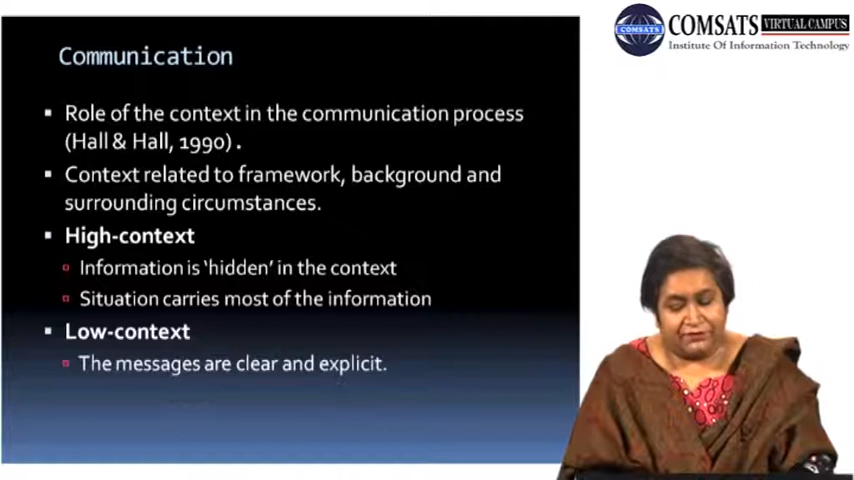 COMSATS VIRTUAL CAMPUS
COMSATS
Institute Of Information Technology
Communication
▪ Role of the context in the communication process
(Hall & Hall, 1990) .
▪ Context related to framework, background and
surrounding circumstances.
▪ High-context
▫ Information is ‘hidden’ in the context
▫ Situation carries most of the information
▪ Low-context
▫ The messages are clear and explicit.